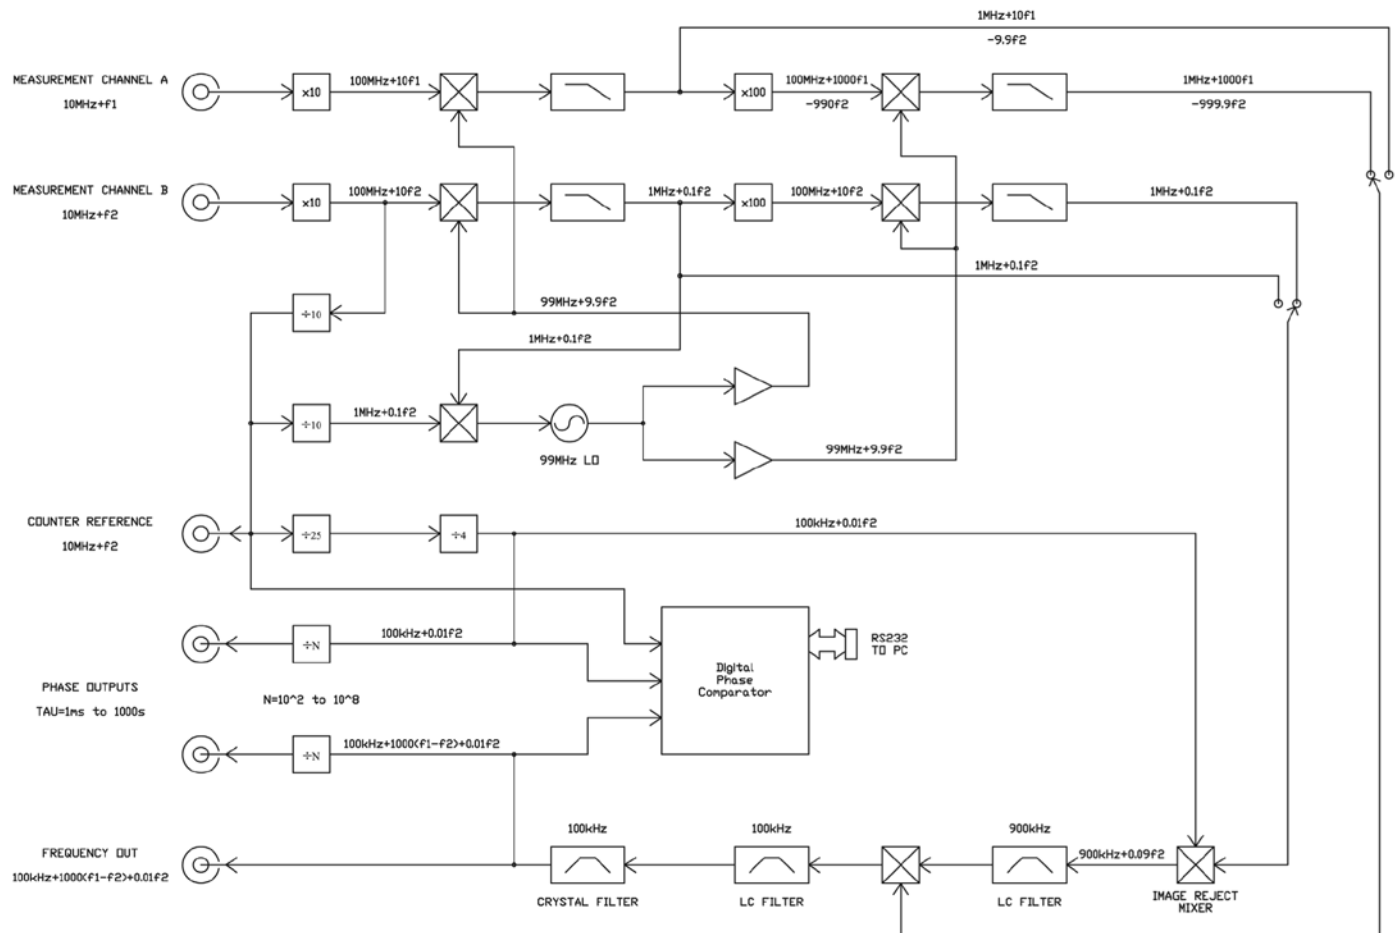 1MHz+10f1
-9.9f2
MEASUREMENT CHANNEL A
10MHz+f1
x10
100MHz+10f1
x100
100MHz+1000f1
-990f2
1MHz+1000f1
-999.9f2
MEASUREMENT CHANNEL B
10MHz+f2
x10
100MHz+10f2
1MHz+0.1f2
x100
100MHz+10f2
1MHz+0.1f2
1MHz+0.1f2
÷10
99MHz+9.9f2
1MHz+0.1f2
÷10
1MHz+0.1f2
99MHz LO
99MHz+9.9f2
COUNTER REFERENCE
10MHz+f2
÷25
÷4
100kHz+0.01f2
÷N
100kHz+0.01f2
Digital
Phase
Comparator
RS232
TO PC
PHASE OUTPUTS
TAU=1ms to 1000s
N=10^2 to 10^8
÷N
100kHz+1000(f1-f2)+0.01f2
FREQUENCY OUT
100kHz+1000(f1-f2)+0.01f2
100kHz
CRYSTAL FILTER
100kHz
LC FILTER
900kHz
LC FILTER
900kHz+0.09f2
IMAGE REJECT
MIXER